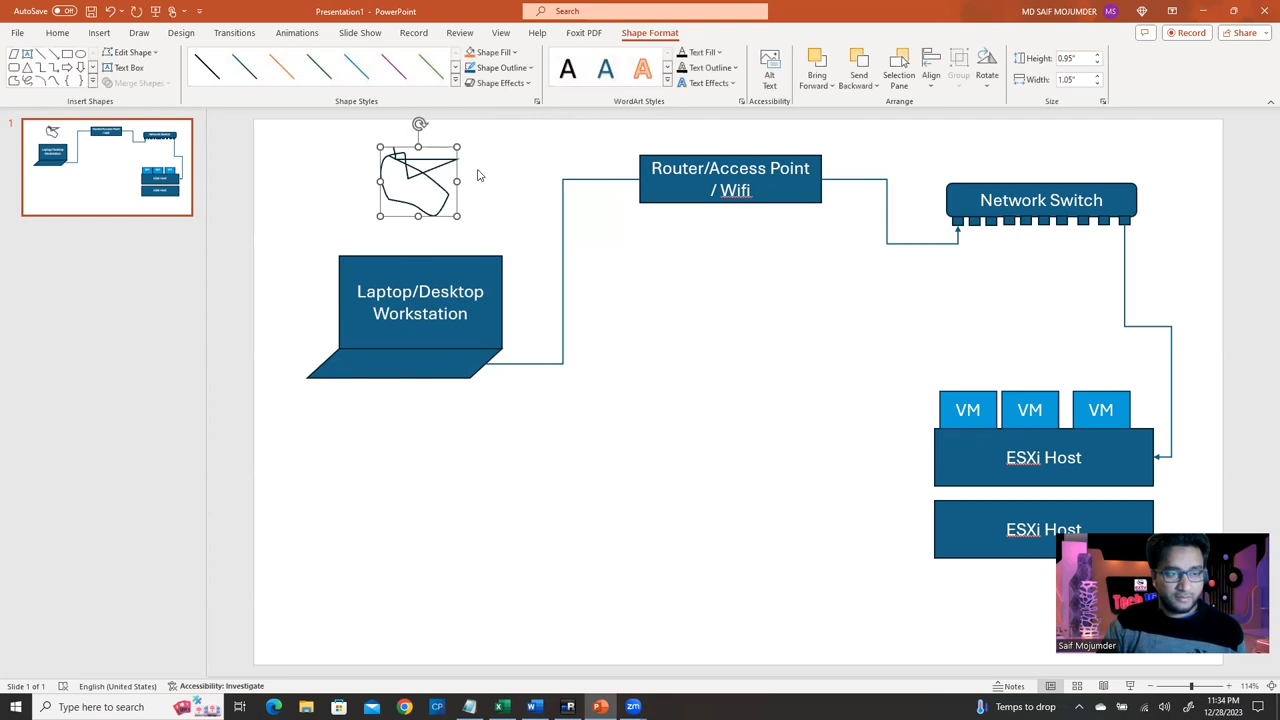 AutoSave Off
Presentation1 - PowerPoint
Search
MD SAIF MOJUMDER MS
File Home Insert Draw Design Transitions Animations Slide Show Record Review View Help Foxit PDF Shape Format
Record Share
Edit Shape
Text Box
Merge Shapes
Insert Shapes
Shape Fill
Shape Outline
Shape Effects
Shape Styles
A A A
Text Fill
Text Outline
Text Effects
WordArt Styles
Alt
Text
Accessibility
Bring
Forward
Send
Backward
Selection
Pane
Align
Group
Rotate
Arrange
Height: 0.95"
Width: 1.05"
Size
1
Router/Access Point
/ Wifi
Network Switch
Laptop/Desktop
Workstation
VM VM VM
ESXi Host
ESXi Host
Saif Mojumder
Slide 1 of 1 English (United States) Accessibility: Investigate
Notes 114%
Type here to search
Temps to drop
11:34 PM
12/28/2023